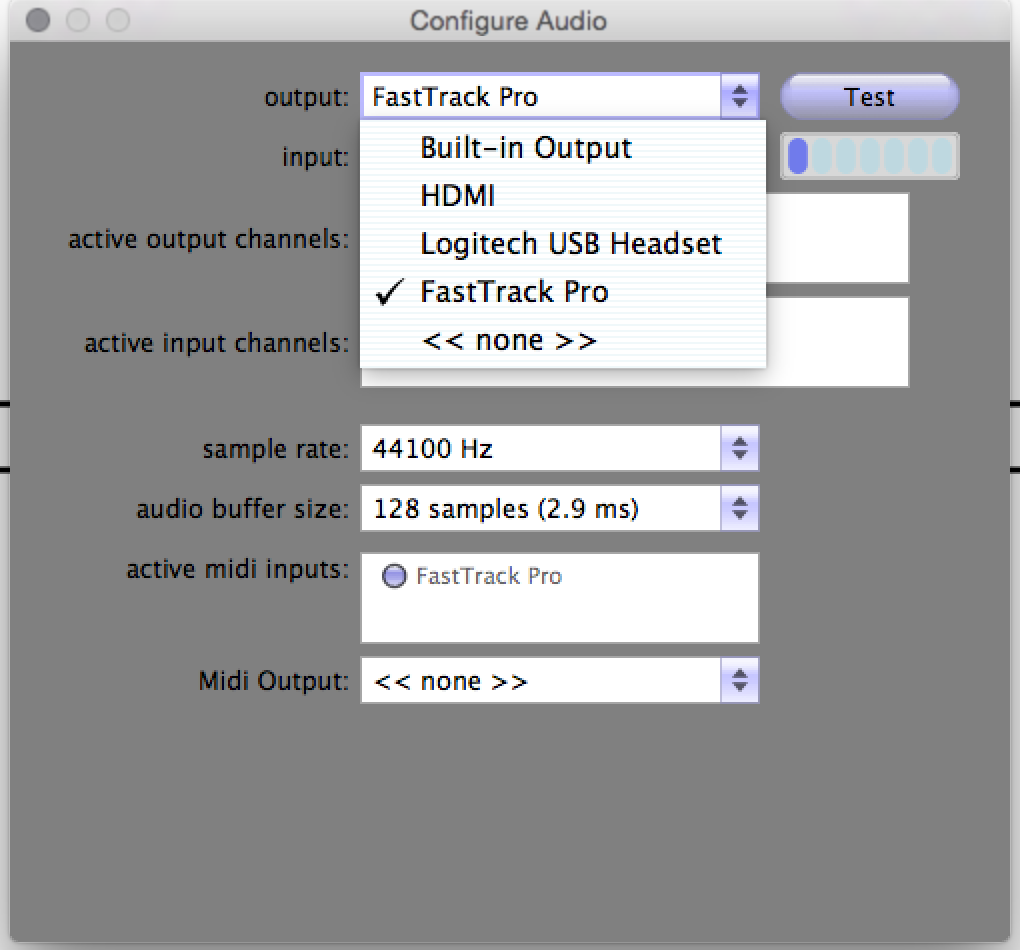 Configure Audio
output: FastTrack Pro Test
Built-in Output
input:
HDMI
Logitech USB Headset
active output channels:
✓ FastTrack Pro
<< none >>
active input channels:
sample rate: 44100 Hz
audio buffer size: 128 samples (2.9 ms)
active midi inputs: FastTrack Pro
Midi Output: << none >>